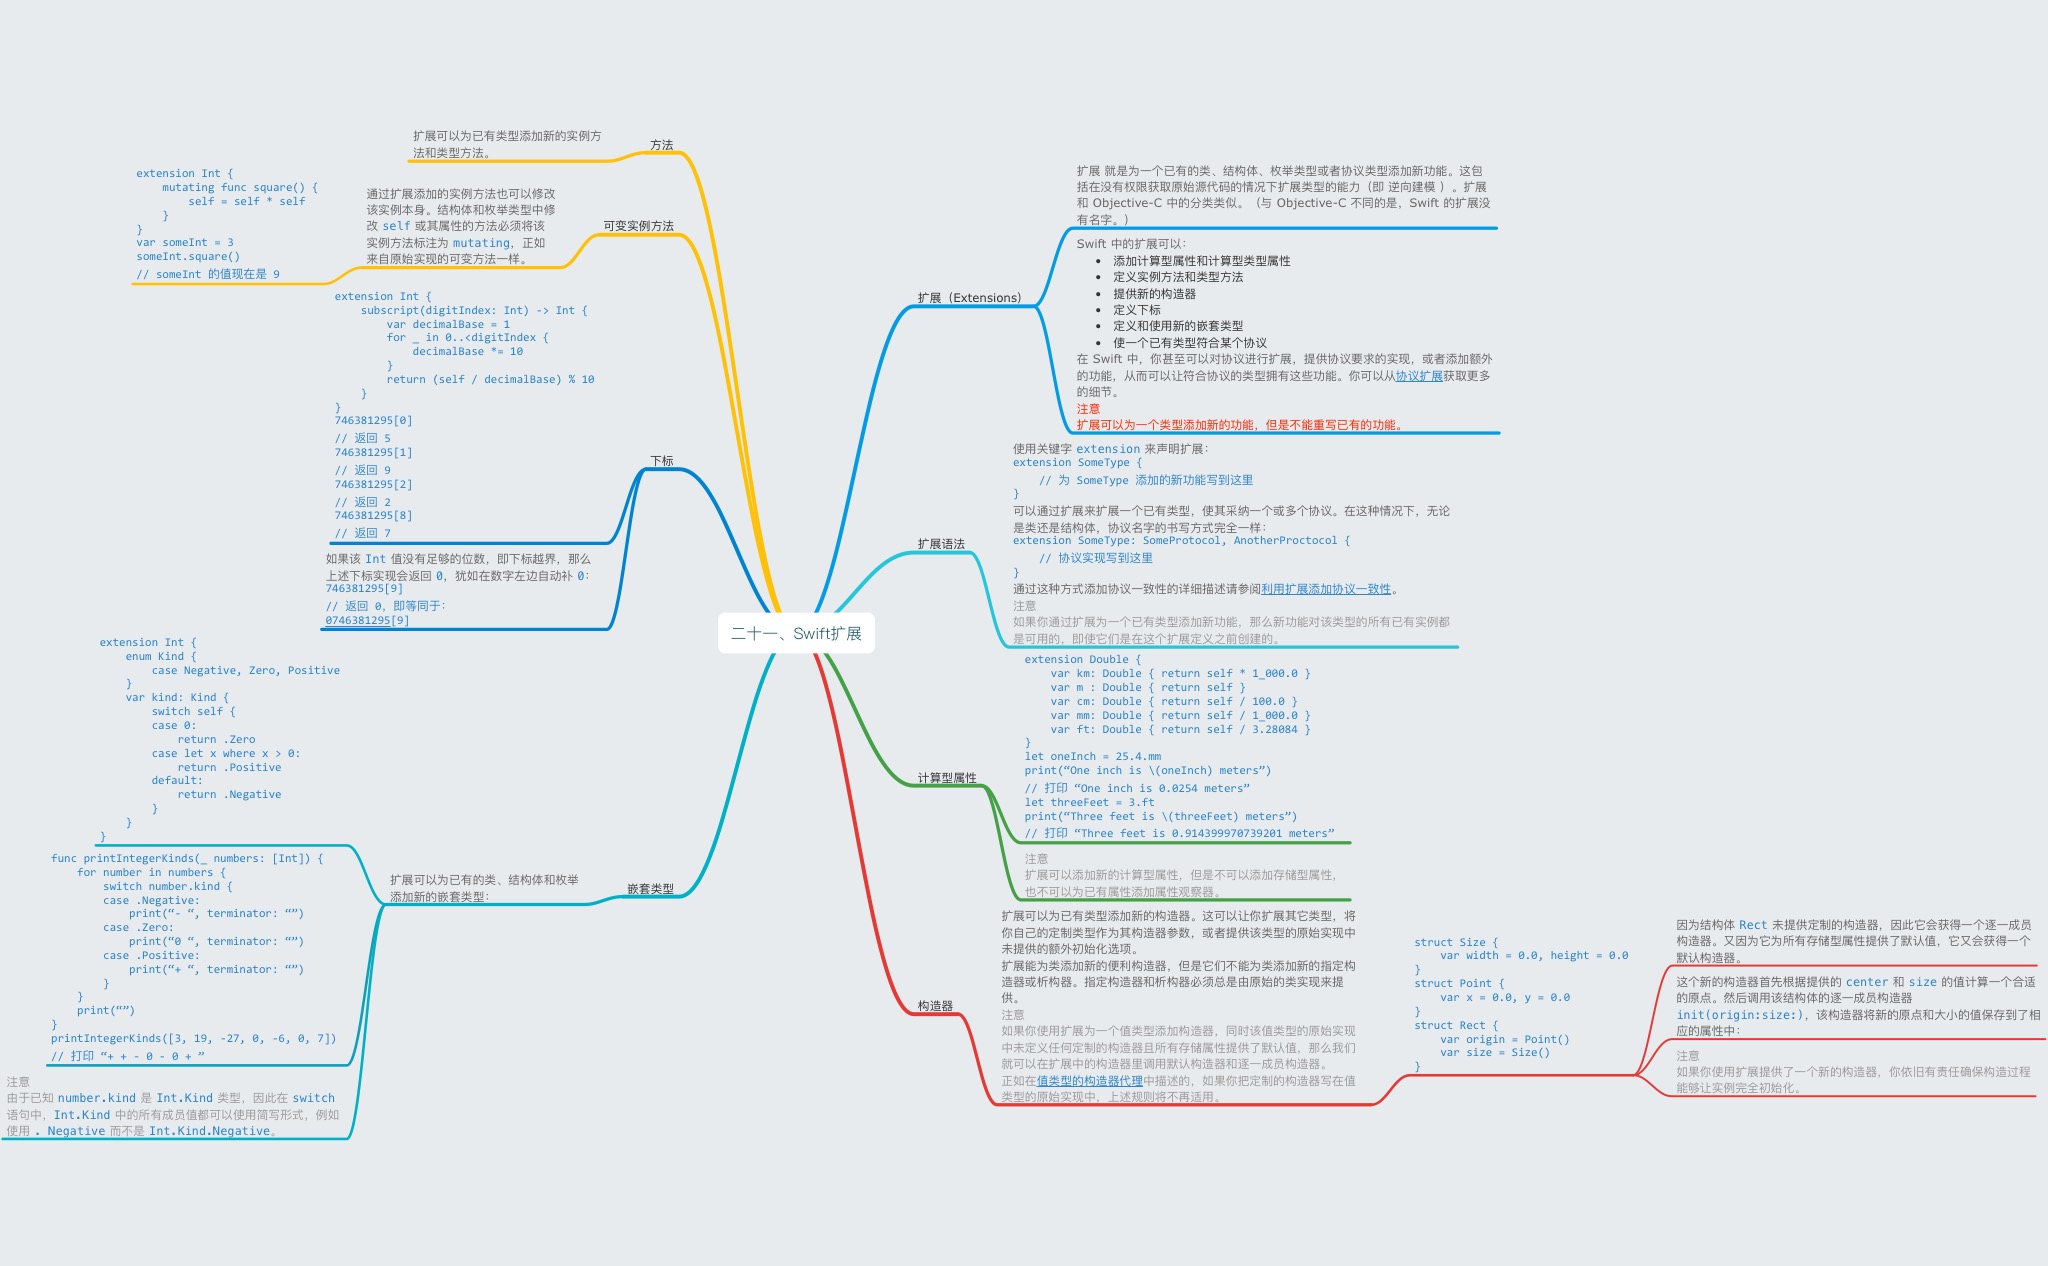 二十一、Swift扩展
扩展（Extensions）
扩展 就是为一个已有的类、结构体、枚举类型或者协议类型添加新功能。这包
括在没有权限获取原始源代码的情况下扩展类型的能力（即 逆向建模 ）。扩展
和 Objective-C 中的分类类似。（与 Objective-C 不同的是，Swift 的扩展没
有名字。）
Swift 中的扩展可以：
• 添加计算型属性和计算型类型属性
• 定义实例方法和类型方法
• 提供新的构造器
• 定义下标
• 定义和使用新的嵌套类型
• 使一个已有类型符合某个协议
在 Swift 中，你甚至可以对协议进行扩展，提供协议要求的实现，或者添加额外
的功能，从而可以让符合协议的类型拥有这些功能。你可以从协议扩展获取更多
的细节。
注意
扩展可以为一个类型添加新的功能，但是不能重写已有的功能。
扩展语法
使用关键字 extension 来声明扩展：
extension SomeType {
    // 为 SomeType 添加的新功能写到这里
}
可以通过扩展来扩展一个已有类型，使其采纳一个或多个协议。在这种情况下，无论
是类还是结构体，协议名字的书写方式完全一样：
extension SomeType: SomeProtocol, AnotherProctocol {
    // 协议实现写到这里
}
通过这种方式添加协议一致性的详细描述请参阅利用扩展添加协议一致性。
注意
如果你通过扩展为一个已有类型添加新功能，那么新功能对该类型的所有已有实例都
是可用的，即使它们是在这个扩展定义之前创建的。
计算型属性
extension Double {
    var km: Double { return self * 1_000.0 }
    var m : Double { return self }
    var cm: Double { return self / 100.0 }
    var mm: Double { return self / 1_000.0 }
    var ft: Double { return self / 3.28084 }
}
let oneInch = 25.4.mm
print(“One inch is \(oneInch) meters”)
// 打印 “One inch is 0.0254 meters”
let threeFeet = 3.ft
print(“Three feet is \(threeFeet) meters”)
// 打印 “Three feet is 0.914399970739201 meters”
注意
扩展可以添加新的计算型属性，但是不可以添加存储型属性，
也不可以为已有属性添加属性观察器。
构造器
扩展可以为已有类型添加新的构造器。这可以让你扩展其它类型，将
你自己的定制类型作为其构造器参数，或者提供该类型的原始实现中
未提供的额外初始化选项。
扩展能为类添加新的便利构造器，但是它们不能为类添加新的指定构
造器或析构器。指定构造器和析构器必须总是由原始的类实现来提
供。
注意
如果你使用扩展为一个值类型添加构造器，同时该值类型的原始实现
中未定义任何定制的构造器且所有存储属性提供了默认值，那么我们
就可以在扩展中的构造器里调用默认构造器和逐一成员构造器。
正如在值类型的构造器代理中描述的，如果你把定制的构造器写在值
类型的原始实现中，上述规则将不再适用。
struct Size {
    var width = 0.0, height = 0.0
}
struct Point {
    var x = 0.0, y = 0.0
}
struct Rect {
    var origin = Point()
    var size = Size()
}
因为结构体 Rect 未提供定制的构造器，因此它会获得一个逐一成员
构造器。又因为它为所有存储型属性提供了默认值，它又会获得一个
默认构造器。
这个新的构造器首先根据提供的 center 和 size 的值计算一个合适
的原点。然后调用该结构体的逐一成员构造器
init(origin:size:)，该构造器将新的原点和大小的值保存到了相
应的属性中：
注意
如果你使用扩展提供了一个新的构造器，你依旧有责任确保构造过程
能够让实例完全初始化。
方法
扩展可以为已有类型添加新的实例方
法和类型方法。
可变实例方法
通过扩展添加的实例方法也可以修改
该实例本身。结构体和枚举类型中修
改 self 或其属性的方法必须将该
实例方法标注为 mutating，正如
来自原始实现的可变方法一样。
extension Int {
    mutating func square() {
        self = self * self
    }
}
var someInt = 3
someInt.square()
// someInt 的值现在是 9
下标
extension Int {
    subscript(digitIndex: Int) -> Int {
        var decimalBase = 1
        for _ in 0..<digitIndex {
            decimalBase *= 10
        }
        return (self / decimalBase) % 10
    }
}
746381295[0]
// 返回 5
746381295[1]
// 返回 9
746381295[2]
// 返回 2
746381295[8]
// 返回 7
如果该 Int 值没有足够的位数，即下标越界，那么
上述下标实现会返回 0，犹如在数字左边自动补 0：
746381295[9]
// 返回 0，即等同于：
0746381295[9]
嵌套类型
扩展可以为已有的类、结构体和枚举
添加新的嵌套类型：
extension Int {
    enum Kind {
        case Negative, Zero, Positive
    }
    var kind: Kind {
        switch self {
        case 0:
            return .Zero
        case let x where x > 0:
            return .Positive
        default:
            return .Negative
        }
    }
}
func printIntegerKinds(_ numbers: [Int]) {
    for number in numbers {
        switch number.kind {
        case .Negative:
            print(“- “, terminator: “”)
        case .Zero:
            print(“0 “, terminator: “”)
        case .Positive:
            print(“+ “, terminator: “”)
        }
    }
    print(“”)
}
printIntegerKinds([3, 19, -27, 0, -6, 0, 7])
// 打印 “+ + - 0 - 0 + ”
注意
由于已知 number.kind 是 Int.Kind 类型，因此在 switch
语句中，Int.Kind 中的所有成员值都可以使用简写形式，例如
使用 . Negative 而不是 Int.Kind.Negative。